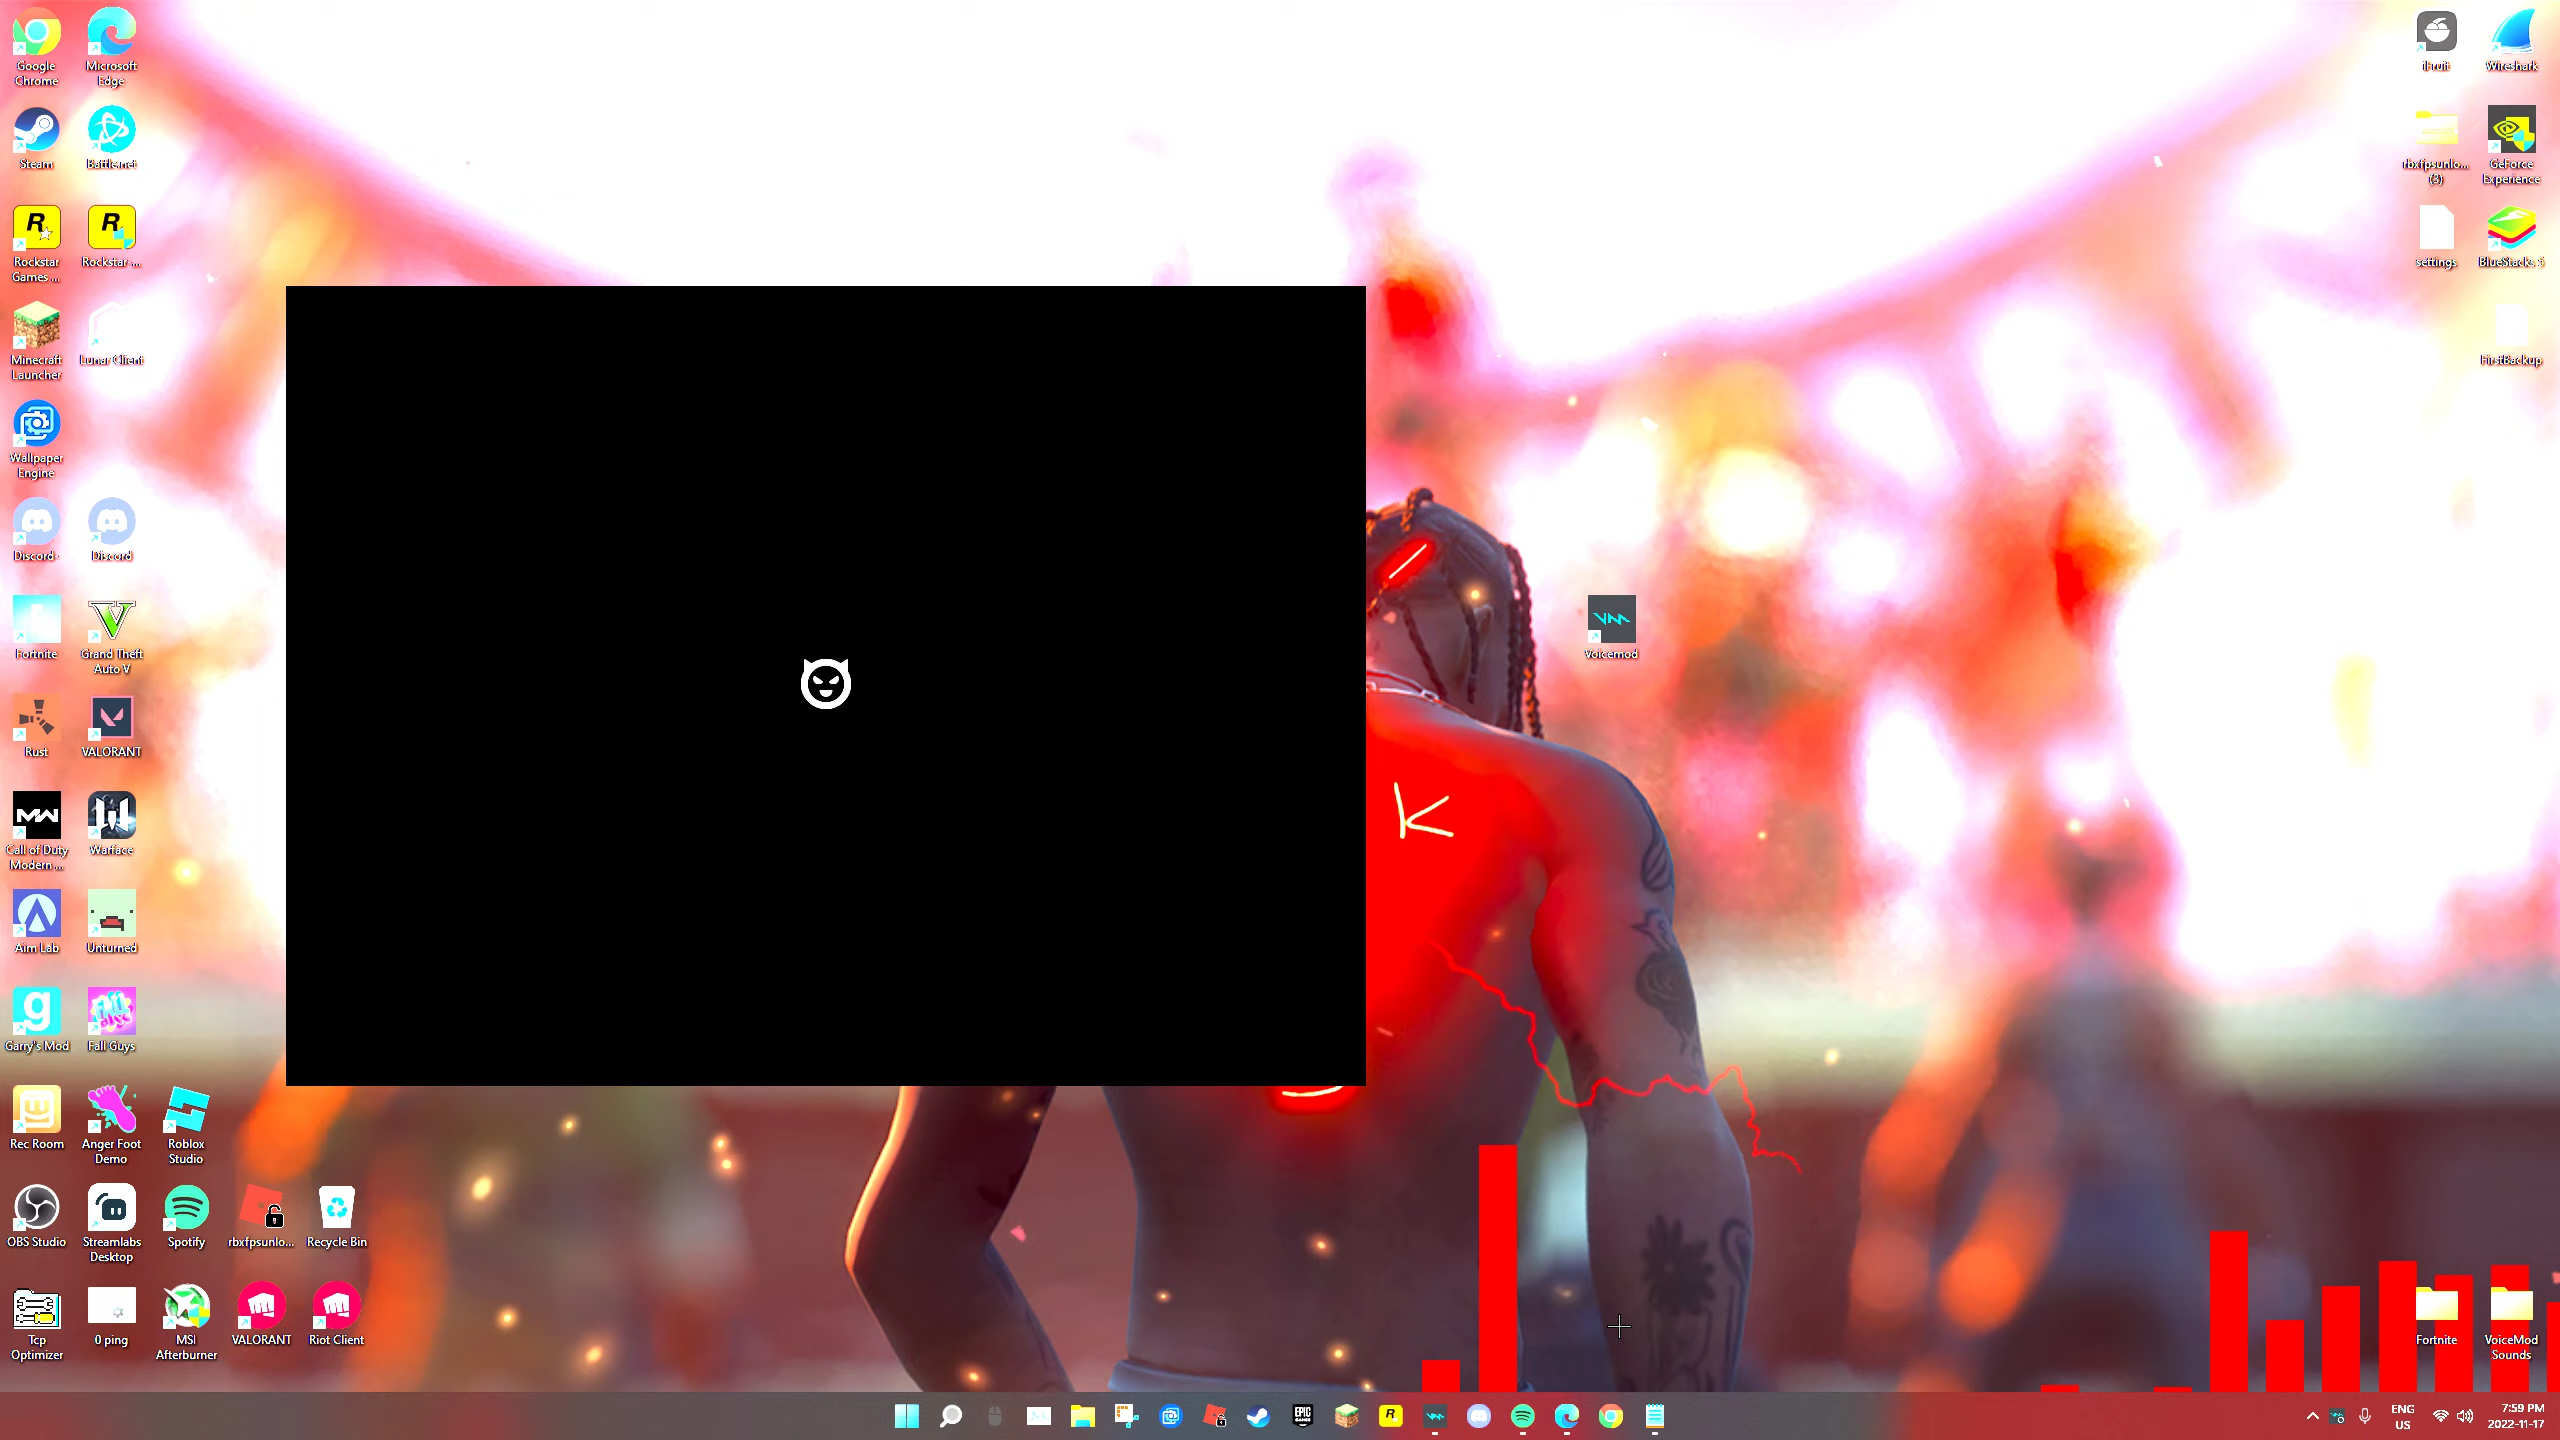 Google
Chrome
Microsoft
Edge
Steam
Battle.net
Rockstar
Games ...
Rockstar-...
Minecraft
Launcher
Lunar Client
Wallpaper
Engine
Discord
Discord
Fortnite
Grand Theft
Auto V
Rust
VALORANT
Call of Duty
Modern ...
Warface
Aim Lab
Unturned
Garry's Mod
Fall Guys
Rec Room
Anger Foot
Demo
Roblox
Studio
OBS Studio
Streamlabs
Desktop
Spotify
rbxfpsunlo...
Recycle Bin
Tcp
Optimizer
0 ping
MSI
Afterburner
VALORANT
Riot Client
Voicemod
K
iFruit
Wireshark
rbxfpsunlo...
(3)
GeForce
Experience
settings
BlueStacks 5
FirstBackup
Fortnite
VoiceMod
Sounds
ENG
US
7:59 PM
2022-11-17